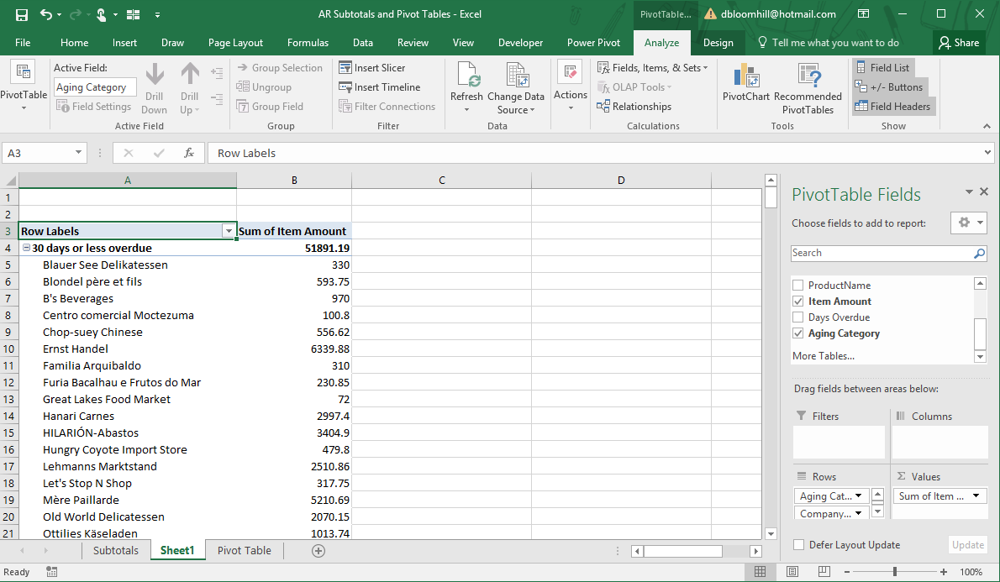 AR Subtotals and Pivot Tables - Excel
PivotTable...
dbloomhill@hotmail.com
File Home Insert Draw Page Layout Formulas Data Review View Developer Power Pivot Analyze Design Tell me what you want to do Share
PivotTable
Active Field:
Aging Category
Field Settings
Drill Down
Drill Up
Active Field
Group Selection
Ungroup
Group Field
Group
Insert Slicer
Insert Timeline
Filter Connections
Filter
Refresh
Change Data Source
Data
Actions
Fields, Items, & Sets
OLAP Tools
Relationships
Calculations
PivotChart
Recommended PivotTables
Tools
Field List
+/- Buttons
Field Headers
Show
A3
fx
Row Labels
A B C D
1
2
3 Row Labels Sum of Item Amount
4 30 days or less overdue 51891.19
5 Blauer See Delikatessen 330
6 Blondel père et fils 593.75
7 B's Beverages 970
8 Centro comercial Moctezuma 100.8
9 Chop-suey Chinese 556.62
10 Ernst Handel 6339.88
11 Familia Arquibaldo 310
12 Furia Bacalhau e Frutos do Mar 230.85
13 Great Lakes Food Market 72
14 Hanari Carnes 2997.4
15 HILARIÓN-Abastos 3404.9
16 Hungry Coyote Import Store 479.8
17 Lehmanns Marktstand 2510.86
18 Let's Stop N Shop 317.75
19 Mère Paillarde 5210.69
20 Old World Delicatessen 2070.15
21 Ottilies Käseladen 1013.74
PivotTable Fields
Choose fields to add to report:
Search
ProductName
Item Amount
Days Overdue
Aging Category
More Tables...
Drag fields between areas below:
Filters
Columns
Rows
Aging Cat...
Company...
Σ Values
Sum of Item ...
Defer Layout Update
Update
Subtotals Sheet1 Pivot Table
Ready
100%